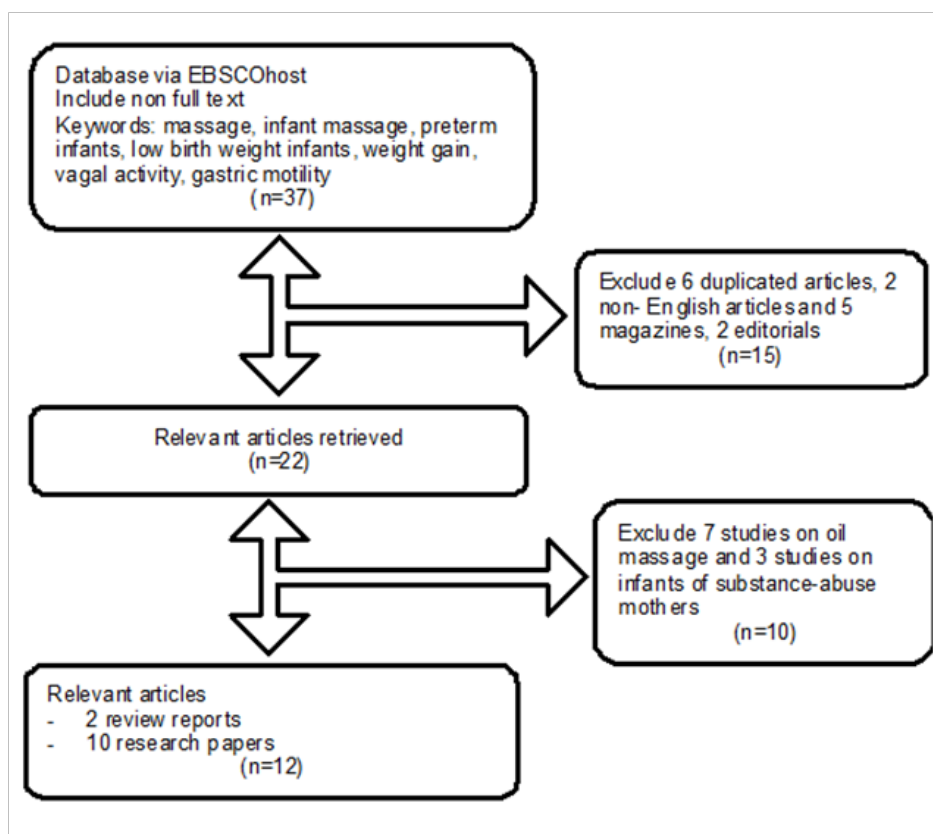 Database via EBSCOhost
Include non full text
Keywords: massage, infant massage, preterm
infants, low birth weight infants, weight gain,
vagal activity, gastric motility
(n=37)
Exclude 6 duplicated articles, 2
non- English articles and 5
magazines, 2 editorials
(n=15)
Relevant articles retrieved
(n=22)
Exclude 7 studies on oil
massage and 3 studies on
infants of substance-abuse
mothers
(n=10)
Relevant articles
- 2 review reports
- 10 research papers
(n=12)